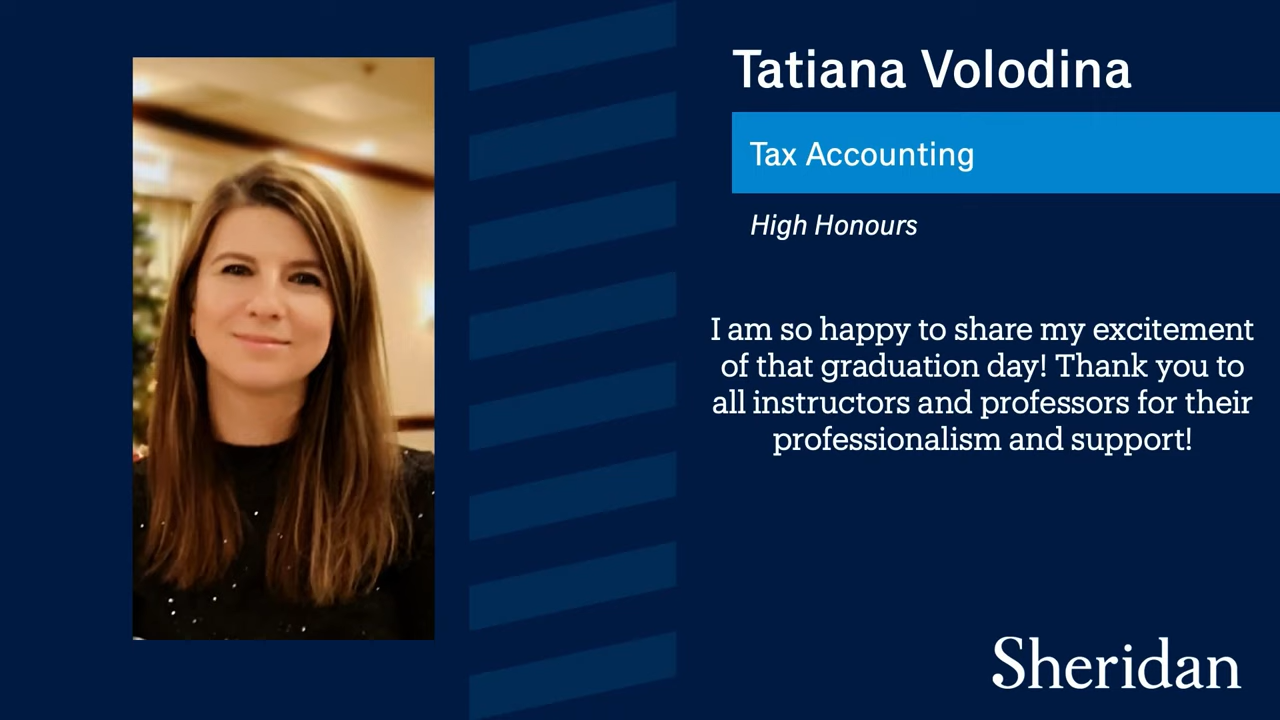 Tatiana Volodina
Tax Accounting
High Honours
I am so happy to share my excitement
of that graduation day! Thank you to
all instructors and professors for their
professionalism and support!
Sheridan